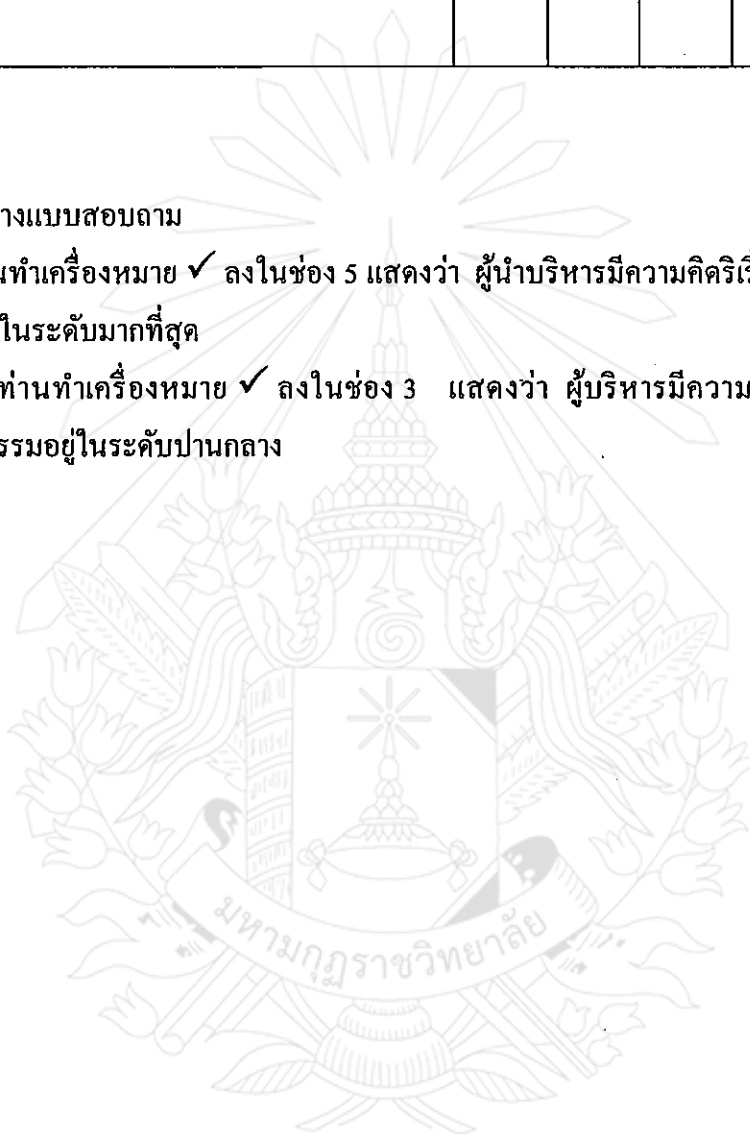 างแบบสอบถาม
นทำเครื่องหมาย ✓ ลงในช่อง 5 แสดงว่า ผู้นำบริหารมีความคิดริเริ่
ในระดับมากที่สุด
ท่านทำเครื่องหมาย ✓ ลงในช่อง 3 แสดงว่า ผู้บริหารมีความ
รรมอยู่ในระดับปานกลาง
มหามกุฏราชวิทยาลัย